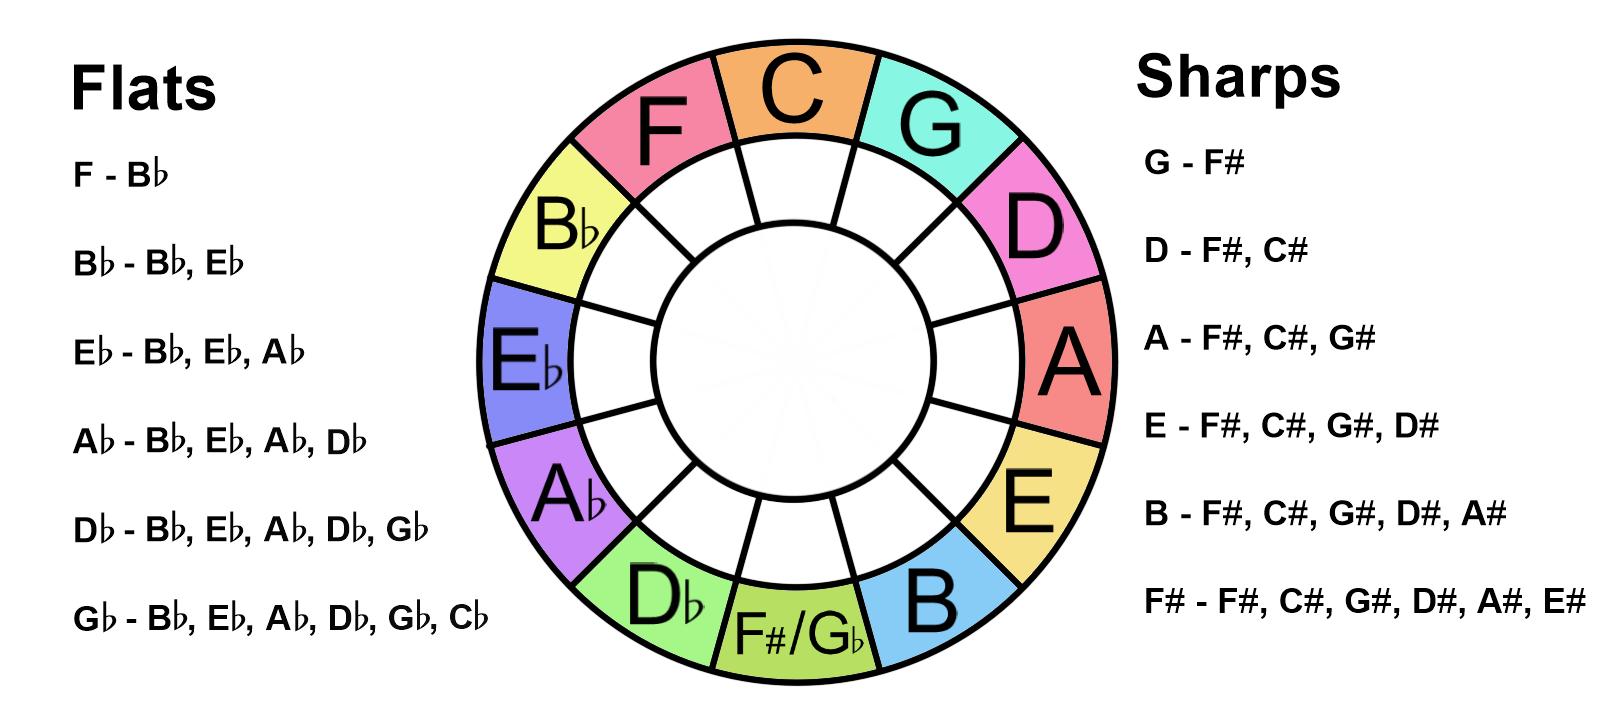 Flats
F - B♭
B♭ - B♭, E♭
E♭ - B♭, E♭, A♭
A♭ - B♭, E♭, A♭, D♭
D♭ - B♭, E♭, A♭, D♭, G♭
G♭ - B♭, E♭, A♭, D♭, G♭, C♭
C
G
D
A
E
B
F#/G♭
D♭
A♭
E♭
B♭
F
Sharps
G - F#
D - F#, C#
A - F#, C#, G#
E - F#, C#, G#, D#
B - F#, C#, G#, D#, A#
F# - F#, C#, G#, D#, A#, E#